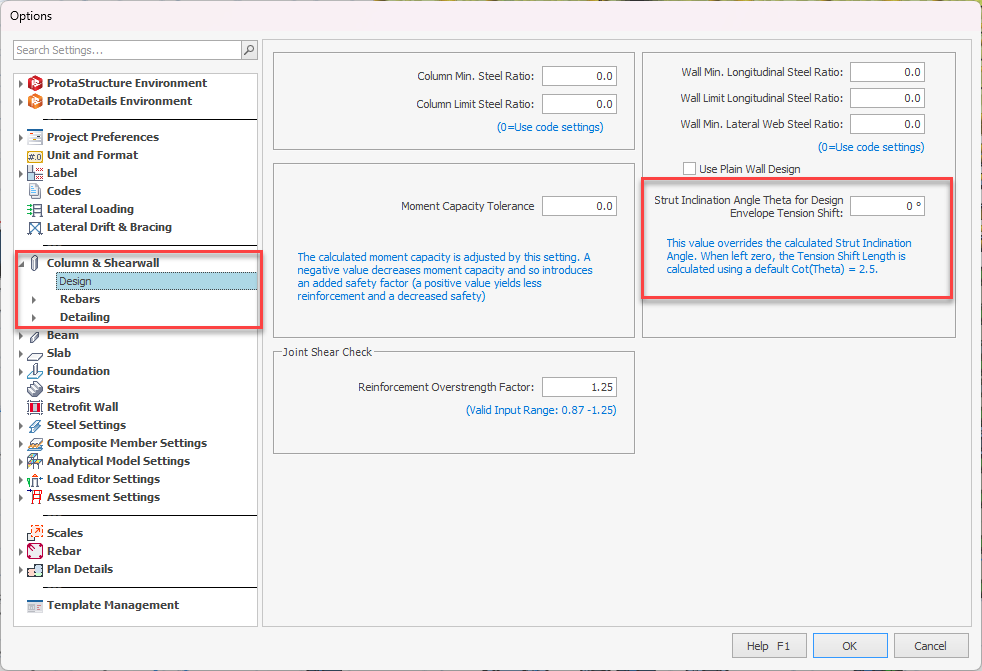 Options
Search Settings...
ProtaStructure Environment
ProtaDetails Environment
Project Preferences
Unit and Format
Label
Codes
Lateral Loading
Lateral Drift & Bracing
Column & Shearwall
Design
Rebars
Detailing
Beam
Slab
Foundation
Stairs
Retrofit Wall
Steel Settings
Composite Member Settings
Analytical Model Settings
Load Editor Settings
Assesment Settings
Scales
Rebar
Plan Details
Template Management
Column Min. Steel Ratio: 0.0
Column Limit Steel Ratio: 0.0
(0=Use code settings)
Moment Capacity Tolerance 0.0
The calculated moment capacity is adjusted by this setting. A
negative value decreases moment capacity and so introduces
an added safety factor (a positive value yields less
reinforcement and a decreased safety)
Joint Shear Check
Reinforcement Overstrength Factor: 1.25
(Valid Input Range: 0.87 -1.25)
Wall Min. Longitudinal Steel Ratio: 0.0
Wall Limit Longitudinal Steel Ratio: 0.0
Wall Min. Lateral Web Steel Ratio: 0.0
(0=Use code settings)
Use Plain Wall Design
Strut Inclination Angle Theta for Design
Envelope Tension Shift: 0 °
This value overrides the calculated Strut Inclination
Angle. When left zero, the Tension Shift Length is
calculated using a default Cot(Theta) = 2.5.
Help F1
OK
Cancel